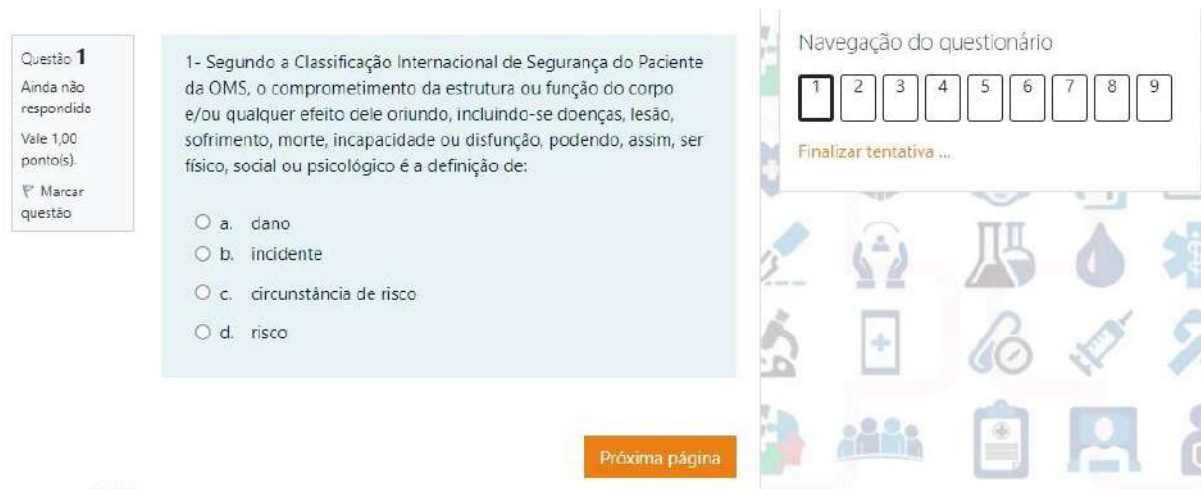 Questão 1
Ainda não
respondida
Vale 1,00
ponto(s).
Marcar
questão
1- Segundo a Classificação Internacional de Segurança do Paciente
da OMS, o comprometimento da estrutura ou função do corpo
e/ou qualquer efeito dele oriundo, incluindo-se doenças, lesão,
sofrimento, morte, incapacidade ou disfunção, podendo, assim, ser
físico, social ou psicológico é a definição de:
a. dano
b. incidente
c. circunstância de risco
d. risco
Próxima página
Navegação do questionário
1 2 3 4 5 6 7 8 9
Finalizar tentativa ...